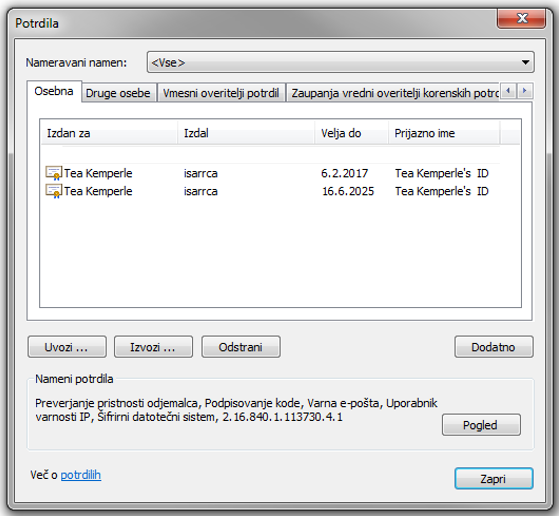 Potrdila
Nameravani namen: <Vse>
Osebna Druge osebe Vmesni overitelji potrdil Zaupanja vredni overitelji korenskih potrd
Izdan za Izdal Velja do Prijazno ime
Tea Kemperle isarrca 6.2.2017 Tea Kemperle's ID
Tea Kemperle isarrca 16.6.2025 Tea Kemperle's ID
Uvozi ... Izvozi ... Odstrani Dodatno
Nameni potrdila
Preverjanje pristnosti odjemalca, Podpisovanje kode, Varna e-pošta, Uporabnik
varnosti IP, Šifrirni datotečni sistem, 2.16.840.1.113730.4.1
Pogled
Več o potrdilih
Zapri